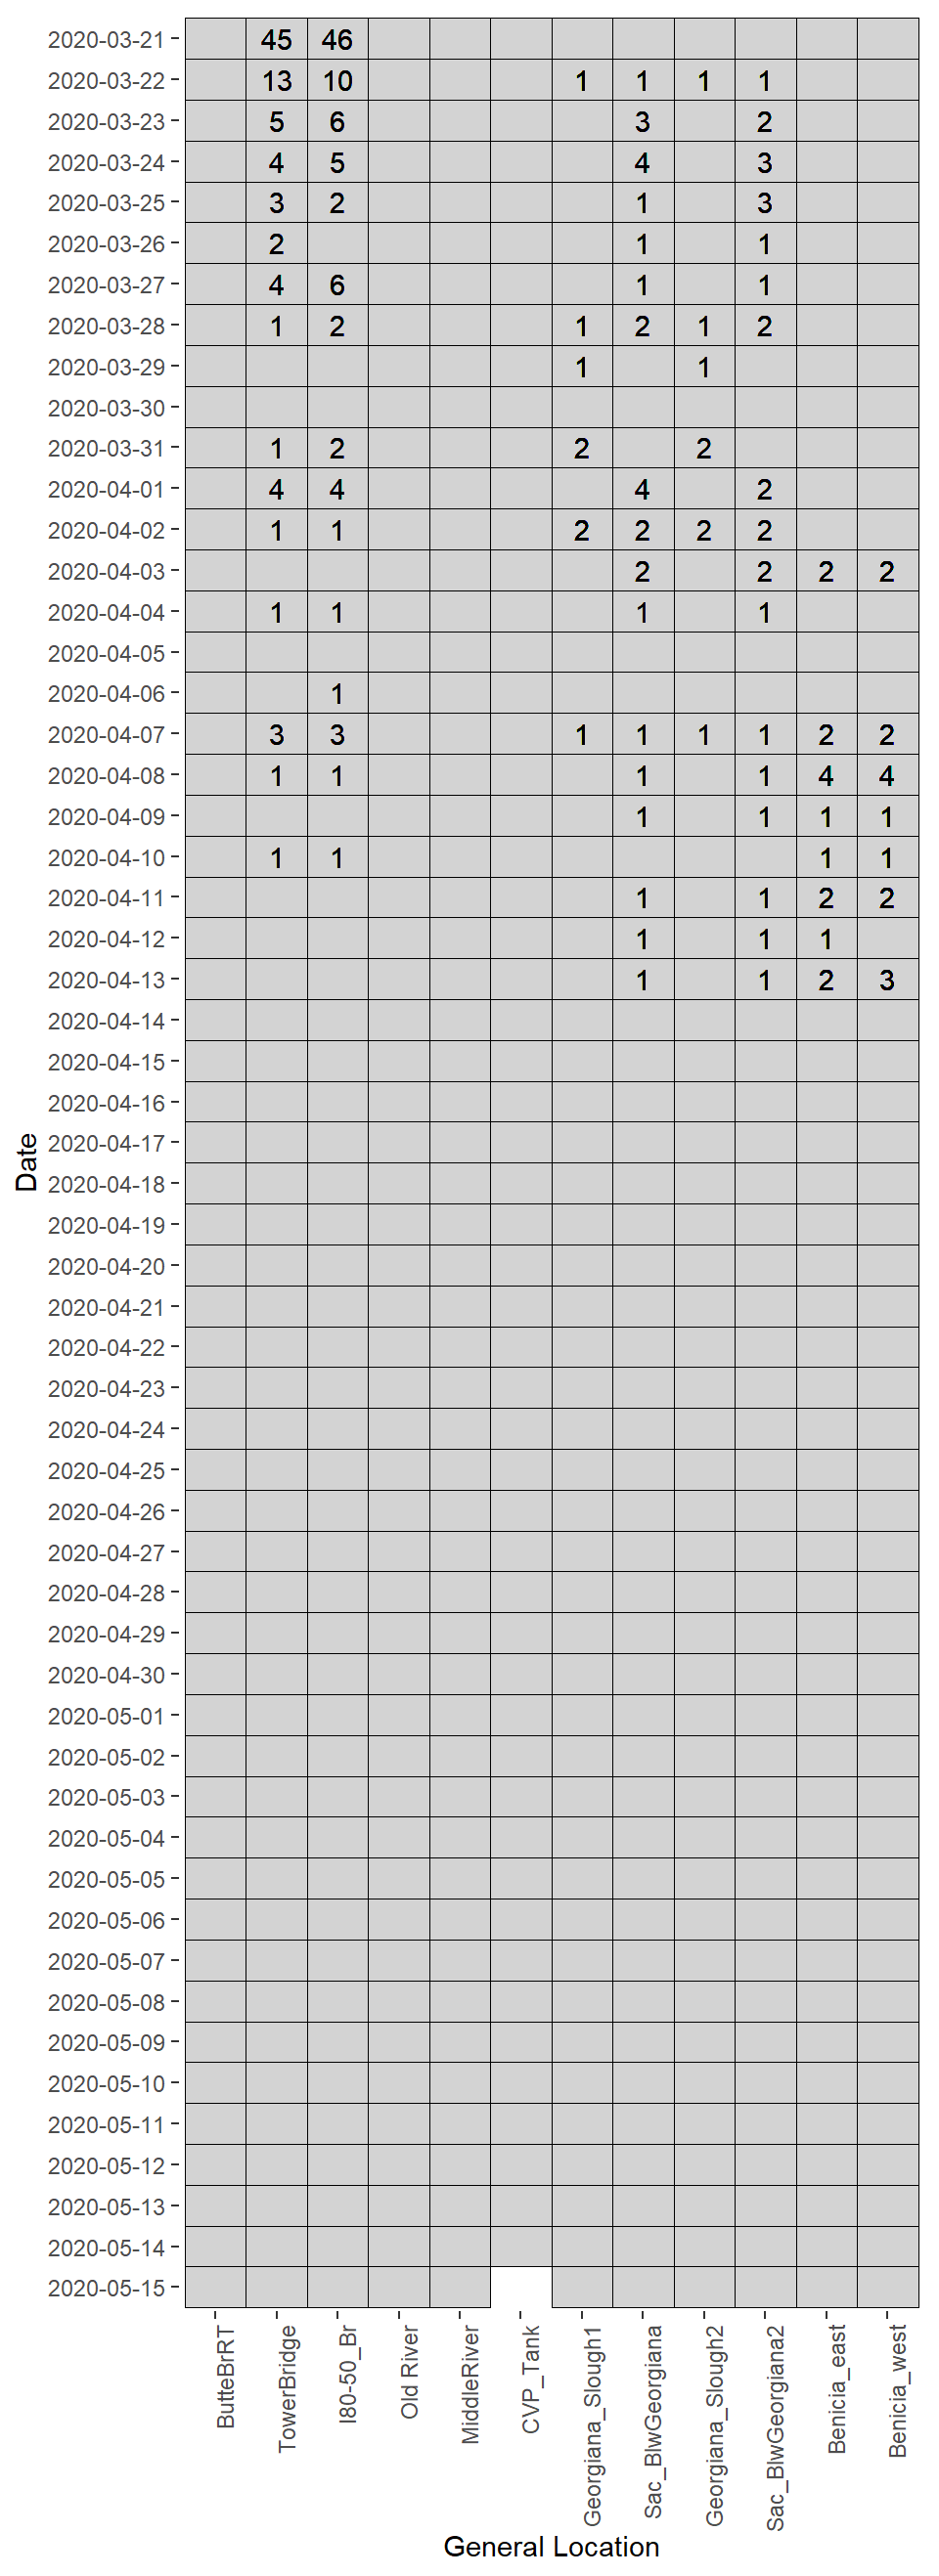 2020-03-21 45 46
2020-03-22 13 10 1 1 1 1
2020-03-23 5 6 3 2
2020-03-24 4 5 4 3
2020-03-25 3 2 1 3
2020-03-26 2 1 1
2020-03-27 4 6 1 1
2020-03-28 1 2 1 2 1 2
2020-03-29 1 1
2020-03-30
2020-03-31 1 2 2 2
2020-04-01 4 4 4 2
2020-04-02 1 1 2 2 2 2
2020-04-03 2 2 2 2
2020-04-04 1 1 1 1
2020-04-05
2020-04-06 1
2020-04-07 3 3 1 1 1 1 2 2
2020-04-08 1 1 1 1 4 4
2020-04-09 1 1 1 1
2020-04-10 1 1 1 1
2020-04-11 1 1 2 2
2020-04-12 1 1 1
2020-04-13 1 1 2 3
2020-04-14
2020-04-15
2020-04-16
2020-04-17
2020-04-18
2020-04-19
2020-04-20
2020-04-21
2020-04-22
2020-04-23
2020-04-24
2020-04-25
2020-04-26
2020-04-27
2020-04-28
2020-04-29
2020-04-30
2020-05-01
2020-05-02
2020-05-03
2020-05-04
2020-05-05
2020-05-06
2020-05-07
2020-05-08
2020-05-09
2020-05-10
2020-05-11
2020-05-12
2020-05-13
2020-05-14
2020-05-15
Date
ButteBrRT
TowerBridge
I80-50_Br
Old River
MiddleRiver
CVP_Tank
Georgiana_Slough1
Sac_BlwGeorgiana
Georgiana_Slough2
Sac_BlwGeorgiana2
Benicia_east
Benicia_west
General Location